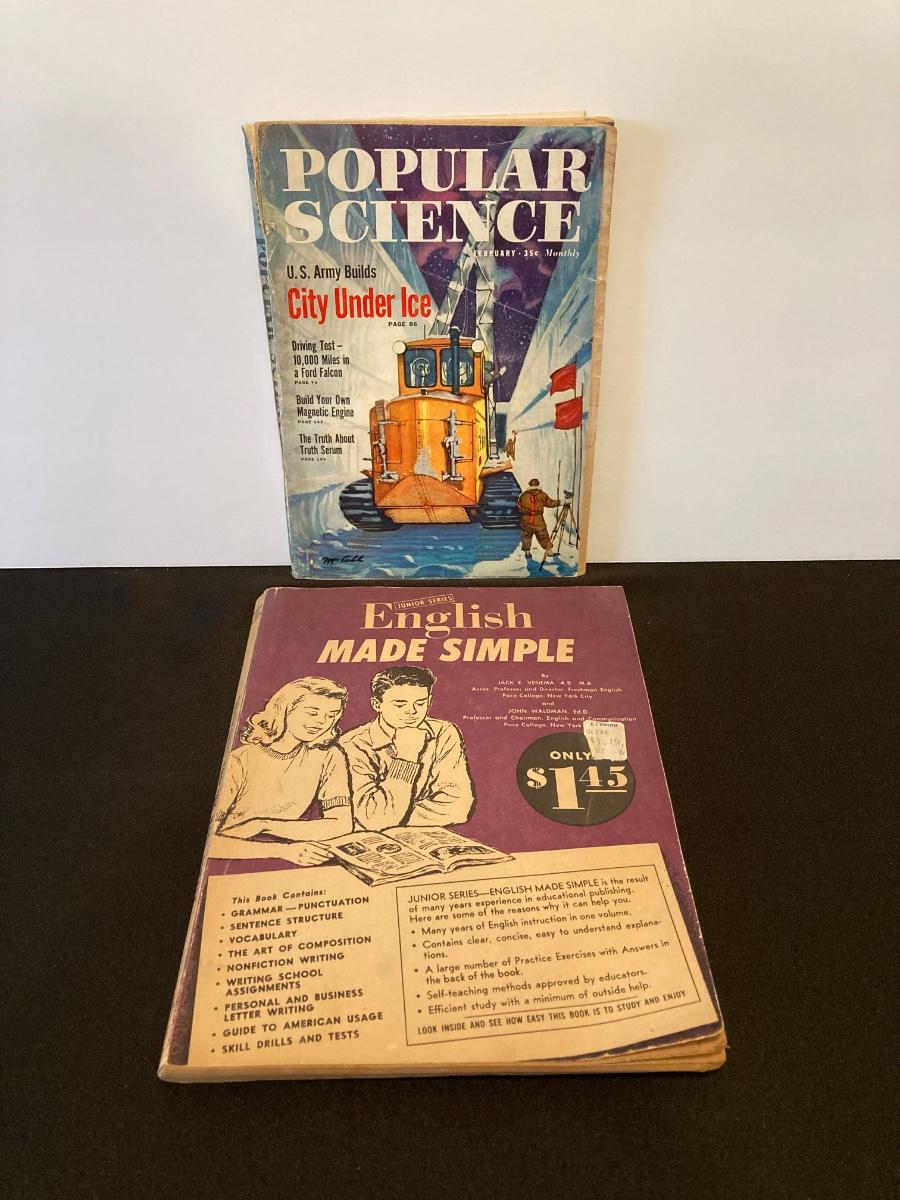 POPULAR
SCIENCE
FEBRUARY · 35¢ Monthly
U.S. Army Builds
City Under Ice
PAGE 86
Driving Test –
10,000 Miles in
a Ford Falcon
PAGE 74
Build Your Own
Magnetic Engine
The Truth About
Truth Serum
McCall
JUNIOR SERIES
English
MADE SIMPLE
By
JACK E. VENEMA A.B. M.A
Assoc. Professor and Director, Freshman English
Pace College, New York City
and
JOHN WALDMAN, Ed.D.
Professor and Chairman, English and Communication
Pace College, New York
ONLY
$1.45
This Book Contains:
• GRAMMAR — PUNCTUATION
• SENTENCE STRUCTURE
• VOCABULARY
• THE ART OF COMPOSITION
• NONFICTION WRITING
• WRITING SCHOOL
ASSIGNMENTS
• PERSONAL AND BUSINESS
LETTER WRITING
• GUIDE TO AMERICAN USAGE
• SKILL DRILLS AND TESTS
JUNIOR SERIES—ENGLISH MADE SIMPLE is the result
of many years experience in educational publishing.
Here are some of the reasons why it can help you.
• Many years of English instruction in one volume.
• Contains clear, concise, easy to understand explana-
tions.
• A large number of Practice Exercises with Answers in
the back of the book.
• Self-teaching methods approved by educators.
• Efficient study with a minimum of outside help.
LOOK INSIDE AND SEE HOW EASY THIS BOOK IS TO STUDY AND ENJOY